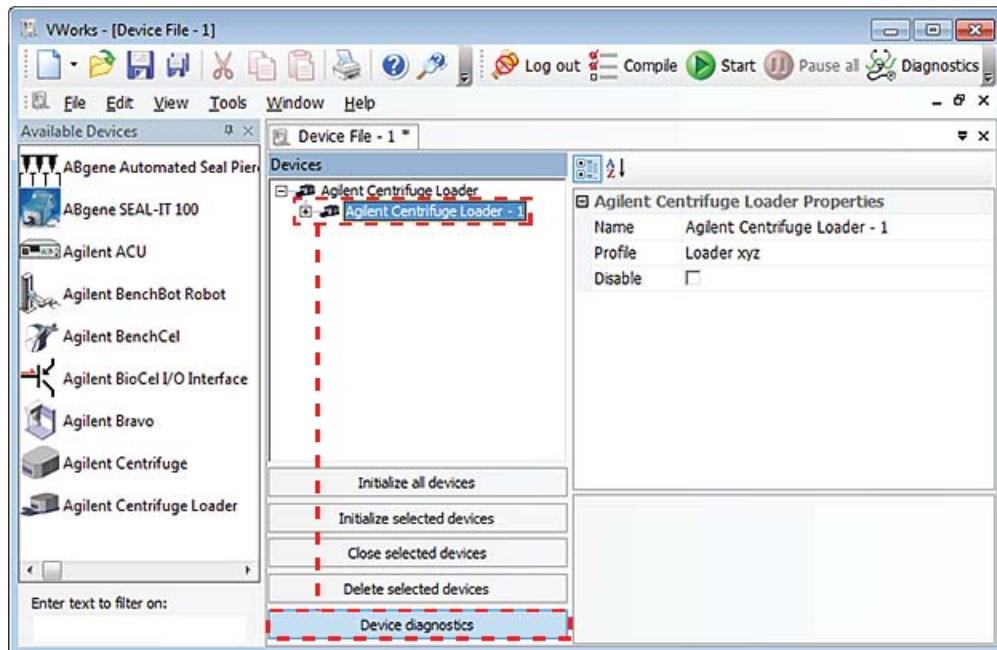 VWorks - [Device File - 1]
Log out Compile Start Pause all Diagnostics
File Edit View Tools Window Help
Available Devices
ABgene Automated Seal Pier
ABgene SEAL-IT 100
Agilent ACU
Agilent BenchBot Robot
Agilent BenchCel
Agilent BioCel I/O Interface
Agilent Bravo
Agilent Centrifuge
Agilent Centrifuge Loader
Enter text to filter on:
Device File - 1 *
Devices
Agilent Centrifuge Loader
Agilent Centrifuge Loader - 1
Initialize all devices
Initialize selected devices
Close selected devices
Delete selected devices
Device diagnostics
Agilent Centrifuge Loader Properties
Name Agilent Centrifuge Loader - 1
Profile Loader xyz
Disable